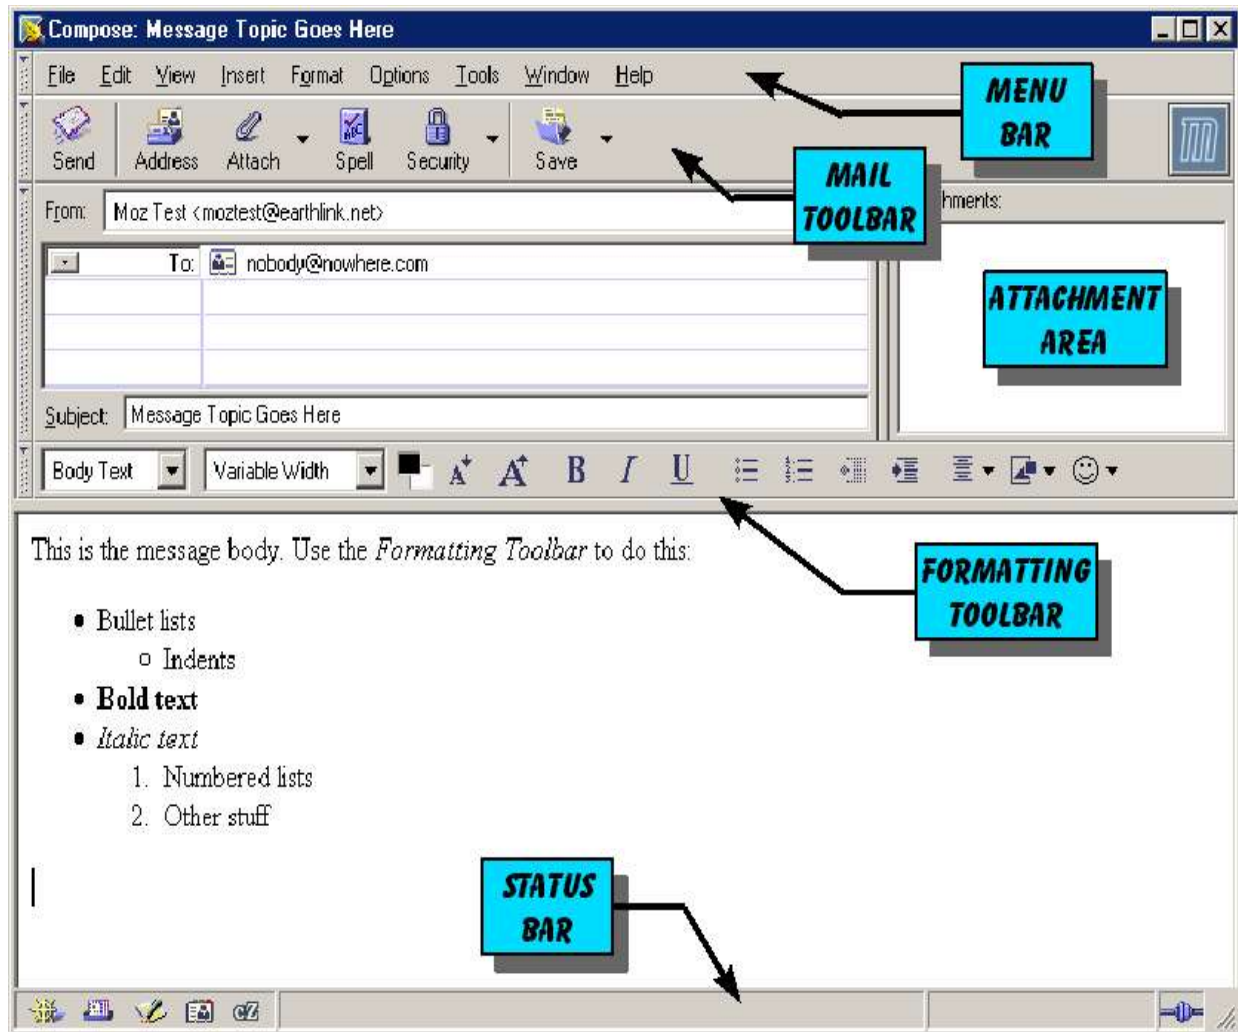 Compose: Message Topic Goes Here
File Edit View Insert Format Options Tools Window Help
MENU
BAR
Send Address Attach Spell Security Save
MAIL
TOOLBAR
From: Moz Test <moztest@earthlink.net>
hments:
To: nobody@nowhere.com
ATTACHMENT
AREA
Subject: Message Topic Goes Here
Body Text Variable Width A A B I U
This is the message body. Use the Formatting Toolbar to do this:
FORMATTING
TOOLBAR
• Bullet lists
o Indents
• Bold text
• Italic text
1. Numbered lists
2. Other stuff
STATUS
BAR
cZ